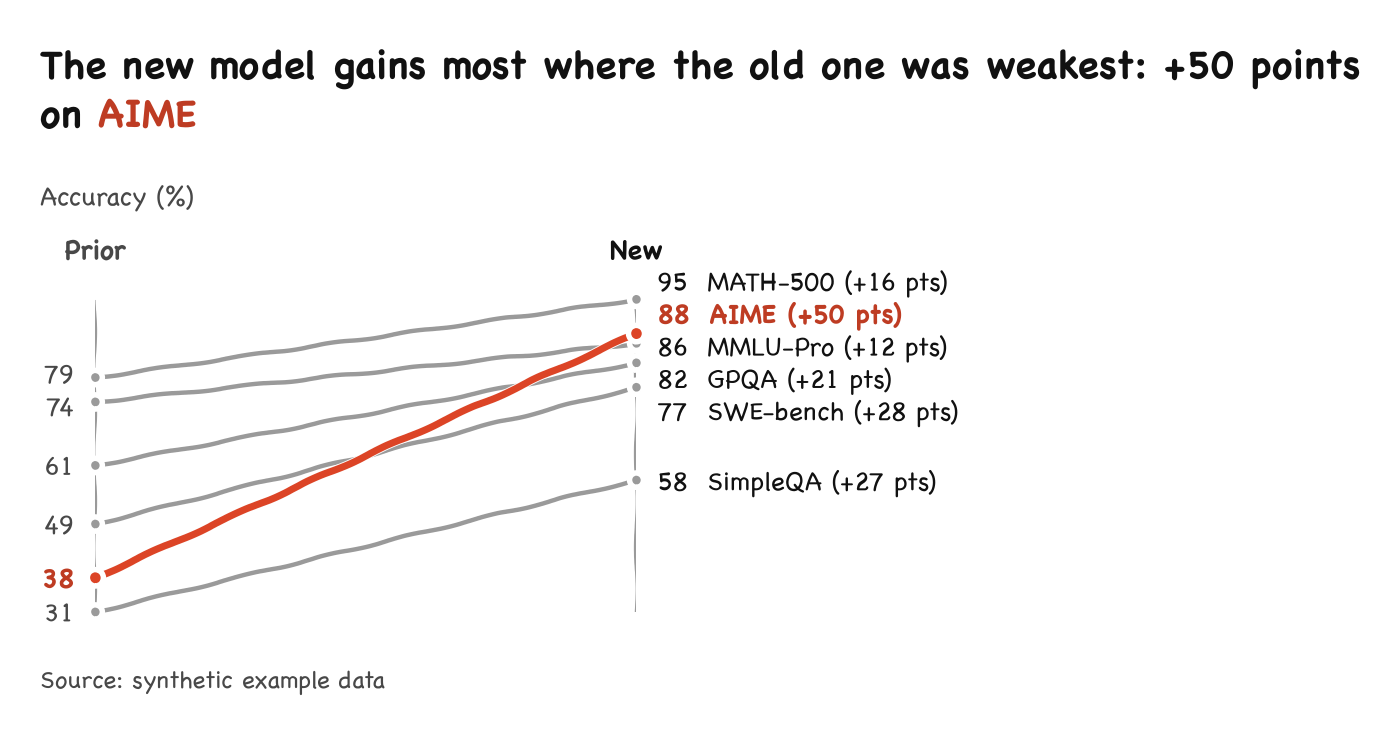 The new model gains most where the old one was weakest: +50 points
on AIME
Accuracy (%)
Prior
New
95 MATH-500 (+16 pts)
88 AIME (+50 pts)
86 MMLU-Pro (+12 pts)
82 GPQA (+21 pts)
77 SWE-bench (+28 pts)
58 SimpleQA (+27 pts)
79
74
61
49
38
31
Source: synthetic example data